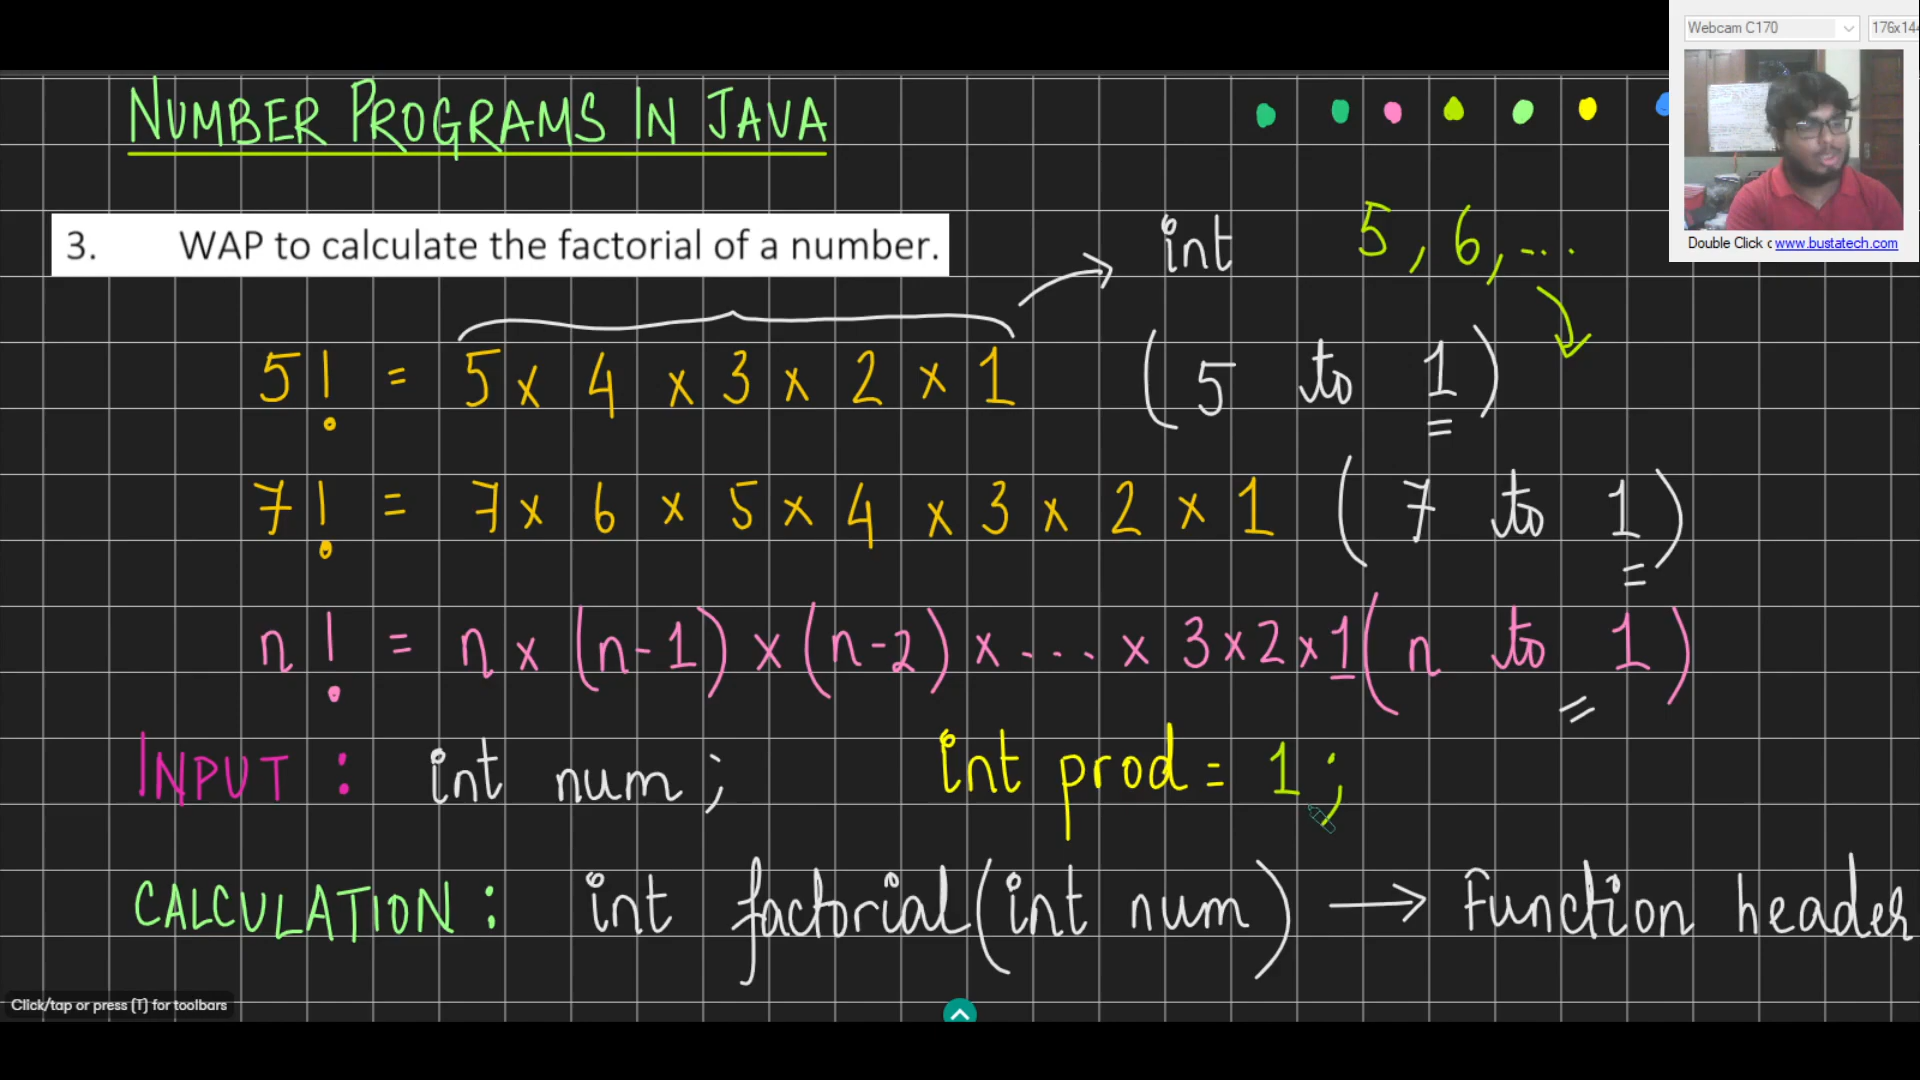 Webcam C170 176x144
NUMBER PROGRAMS IN JAVA
Double Click c www.bustatech.com
3. WAP to calculate the factorial of a number.
int 5, 6, ...
5! = 5 x 4 x 3 x 2 x 1 (5 to 1)
7! = 7 x 6 x 5 x 4 x 3 x 2 x 1 (7 to 1)
n! = n x (n-1) x (n-2) x .... x 3 x 2 x 1 (n to 1)
INPUT : int num; int prod = 1;
CALCULATION: int factorial(int num) → Function header
Click/tap or press (T) for toolbars